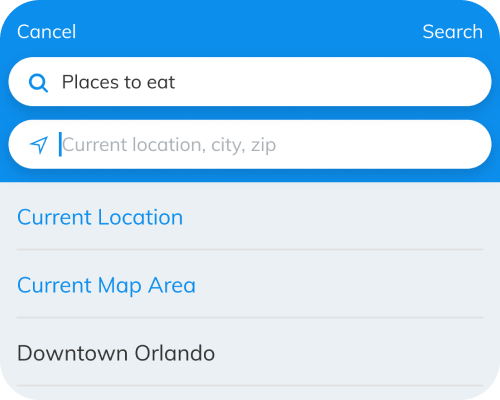 Cancel Search
Places to eat
Current location, city, zip
Current Location
Current Map Area
Downtown Orlando